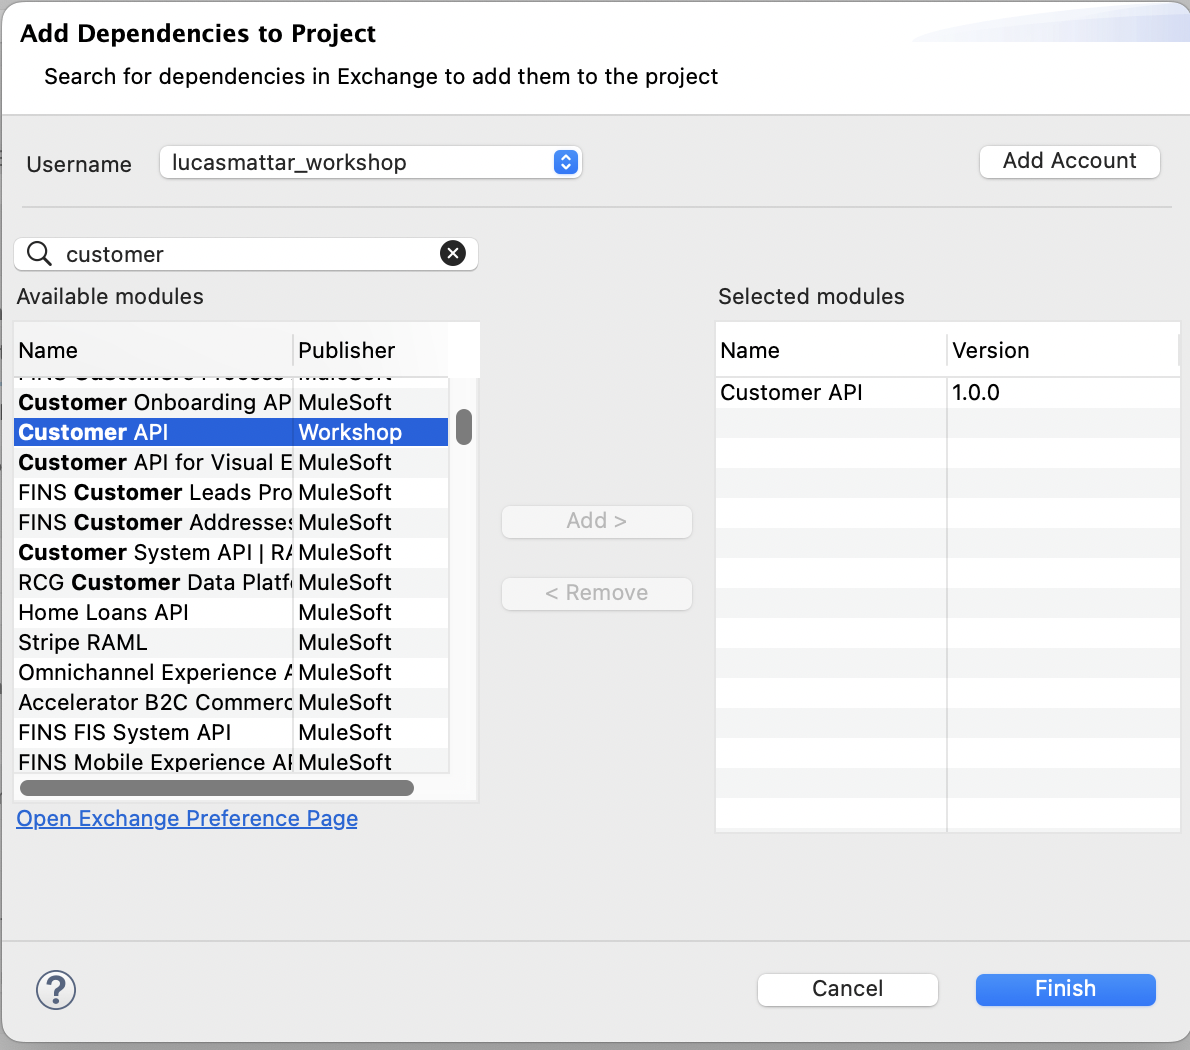 Add Dependencies to Project
Search for dependencies in Exchange to add them to the project
Username
lucasmattar_workshop
Add Account
customer
Available modules
Name Publisher
Customer Onboarding AP MuleSoft
Customer API Workshop
Customer API for Visual E MuleSoft
FINS Customer Leads Pro MuleSoft
FINS Customer Addresses MuleSoft
Customer System API | RA MuleSoft
RCG Customer Data Platf MuleSoft
Home Loans API MuleSoft
Stripe RAML MuleSoft
Omnichannel Experience A MuleSoft
Accelerator B2C Commerc MuleSoft
FINS FIS System API MuleSoft
FINS Mobile Experience AP MuleSoft
Open Exchange Preference Page
Add >
< Remove
Selected modules
Name Version
Customer API 1.0.0
?
Cancel
Finish